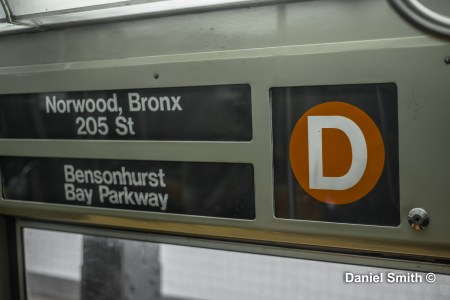 Norwood, Bronx
205 St
Bensonhurst
Bay Parkway
D
Daniel Smith ©